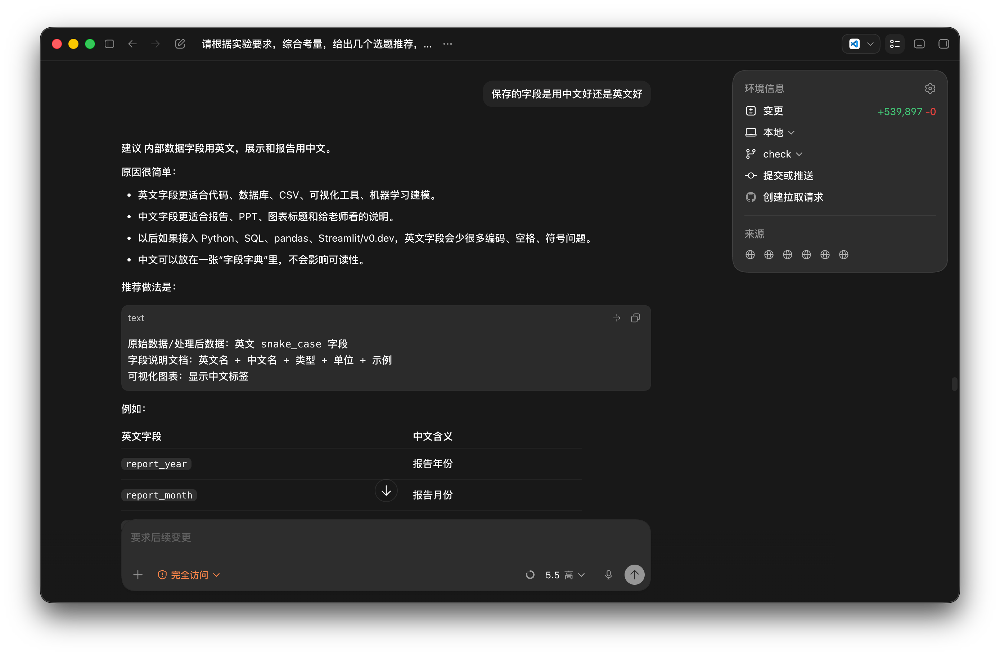 请根据实验要求，综合考量，给出几个选题推荐，...
保存的字段是用中文好还是英文好
建议 内部数据字段用英文，展示和报告用中文。
原因很简单：
• 英文字段更适合代码、数据库、CSV、可视化工具、机器学习建模。
• 中文字段更适合报告、PPT、图表标题和给老师看的说明。
• 以后如果接入 Python、SQL、pandas、Streamlit/v0.dev，英文字段会少很多编码、空格、符号问题。
• 中文可以放在一张“字段字典”里，不会影响可读性。
推荐做法是：
text
原始数据/处理后数据：英文 snake_case 字段
字段说明文档：英文名 + 中文名 + 类型 + 单位 + 示例
可视化图表：显示中文标签
例如：
英文字段 中文含义
report_year 报告年份
report_month 报告月份
要求后续变更
完全访问 5.5 高
环境信息
变更 +539,897 -0
本地
check
提交或推送
创建拉取请求
来源